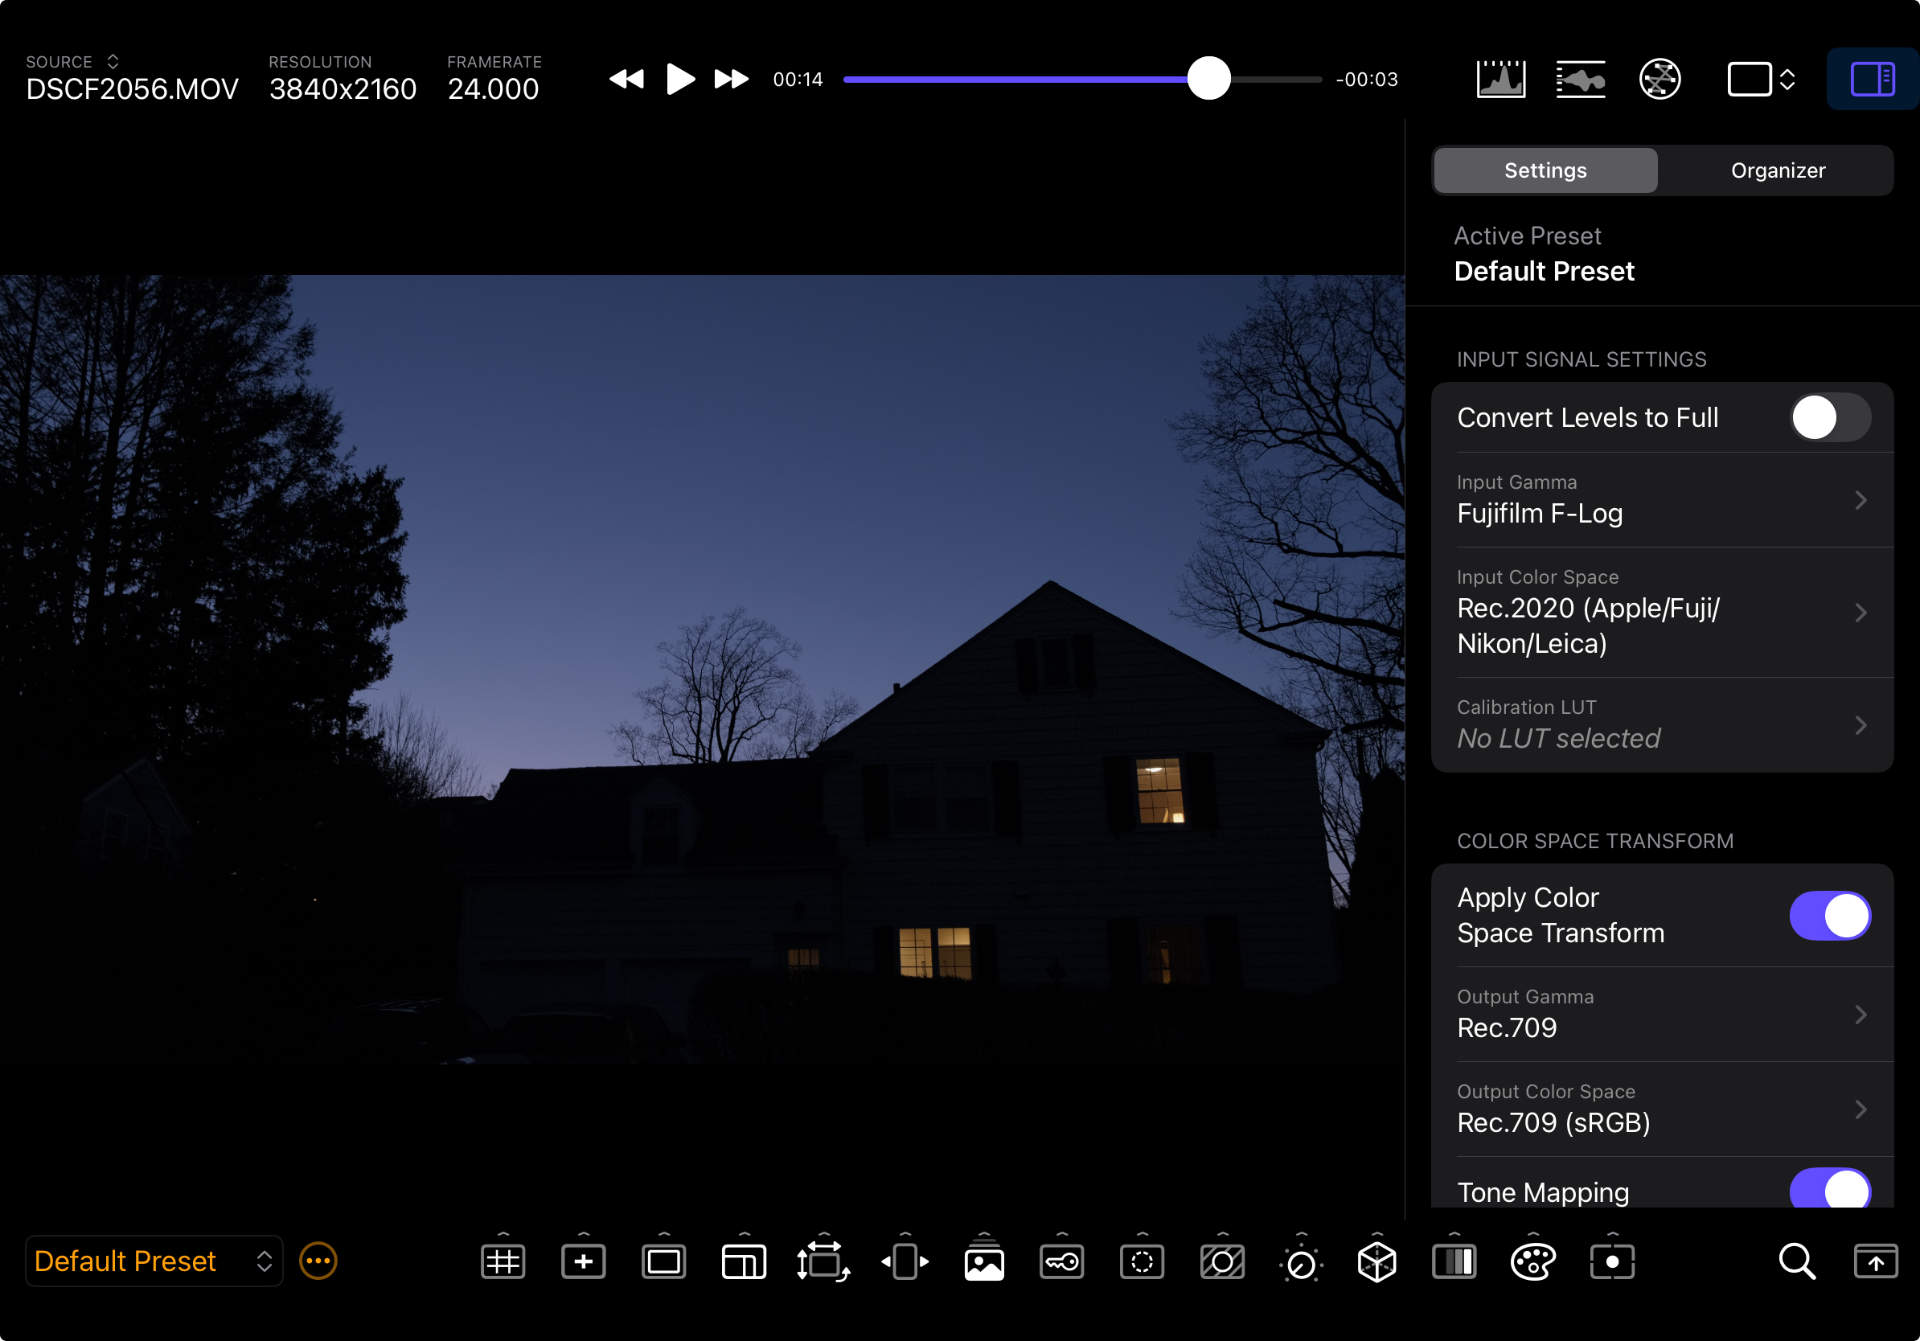 SOURCE
DSCF2056.MOV
RESOLUTION
3840x2160
FRAMERATE
24.000
00:14
-00:03
Settings
Organizer
Active Preset
Default Preset
INPUT SIGNAL SETTINGS
Convert Levels to Full
Input Gamma
Fujifilm F-Log
Input Color Space
Rec.2020 (Apple/Fuji/
Nikon/Leica)
Calibration LUT
No LUT selected
COLOR SPACE TRANSFORM
Apply Color
Space Transform
Output Gamma
Rec.709
Output Color Space
Rec.709 (sRGB)
Tone Mapping
Default Preset